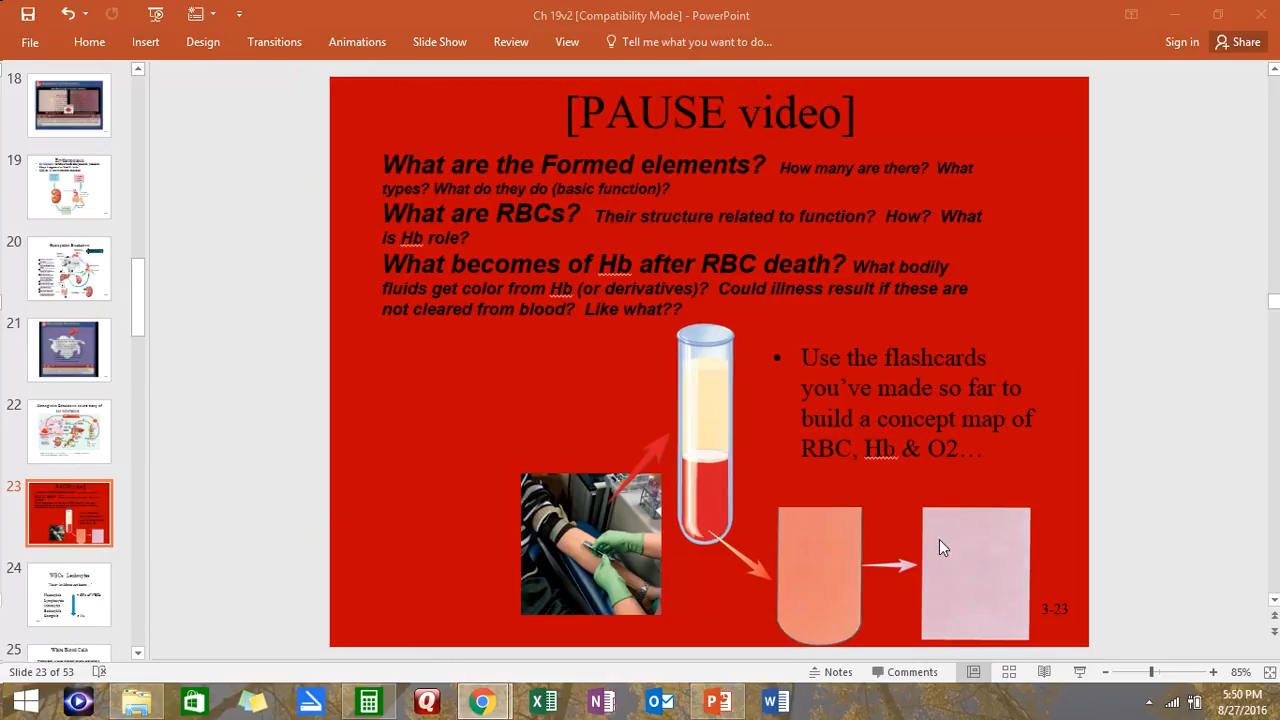 Ch 19v2 [Compatibility Mode] - PowerPoint
File Home Insert Design Transitions Animations Slide Show Review View Tell me what you want to do... Sign in Share
18
19
20
21
22
23
24
25
White Blood Cells
[PAUSE video]
What are the Formed elements? How many are there? What
types? What do they do (basic function)?
What are RBCs? Their structure related to function? How? What
is Hb role?
What becomes of Hb after RBC death? What bodily
fluids get color from Hb (or derivatives)? Could illness result if these are
not cleared from blood? Like what??
• Use the flashcards
you’ve made so far to
build a concept map of
RBC, Hb & O2…
3-23
Slide 23 of 53 Notes Comments 85%
5:50 PM
8/27/2016